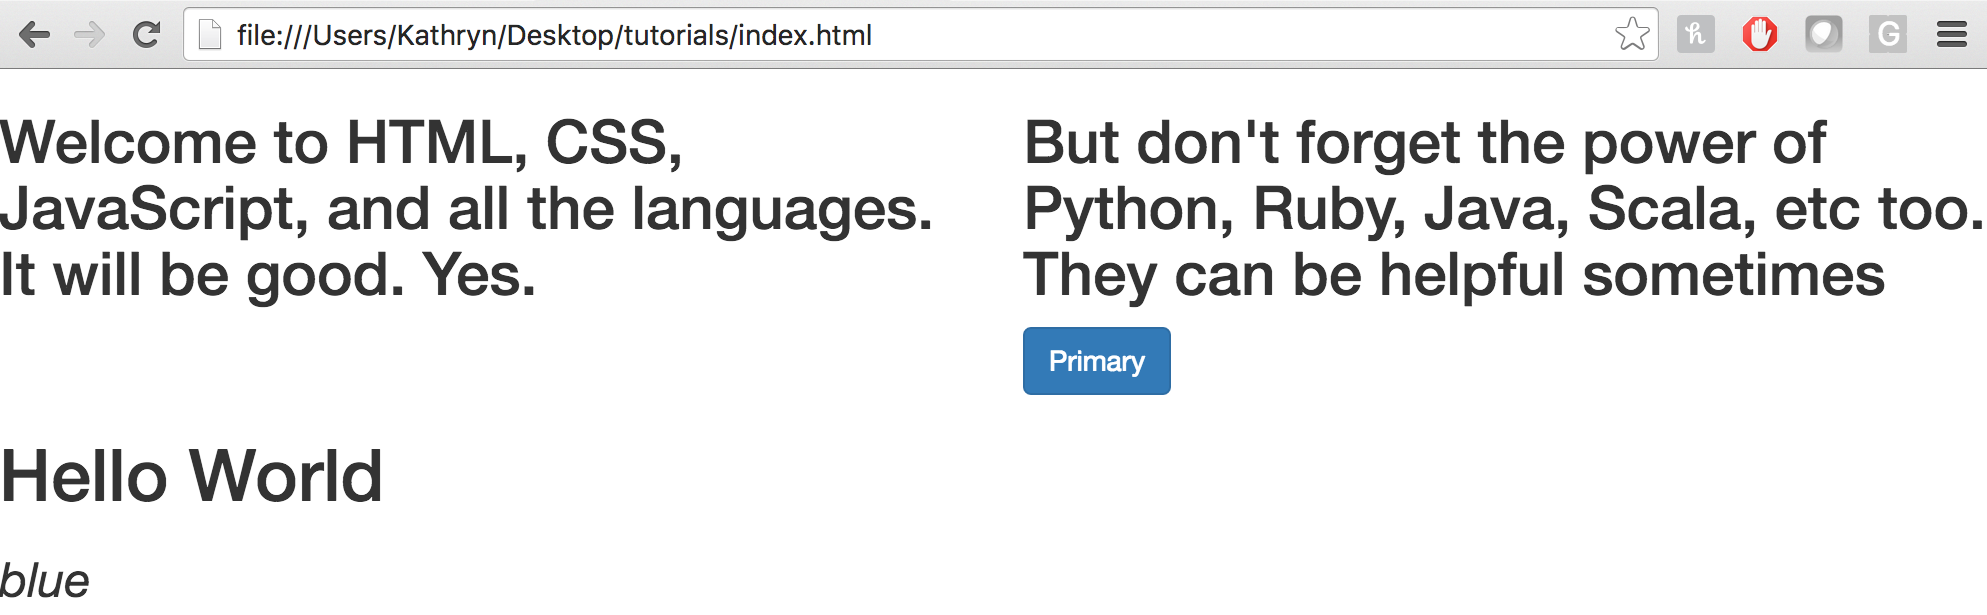 file:///Users/Kathryn/Desktop/tutorials/index.html
Welcome to HTML, CSS,
JavaScript, and all the languages.
It will be good. Yes.
But don't forget the power of
Python, Ruby, Java, Scala, etc too.
They can be helpful sometimes
Primary
Hello World
blue